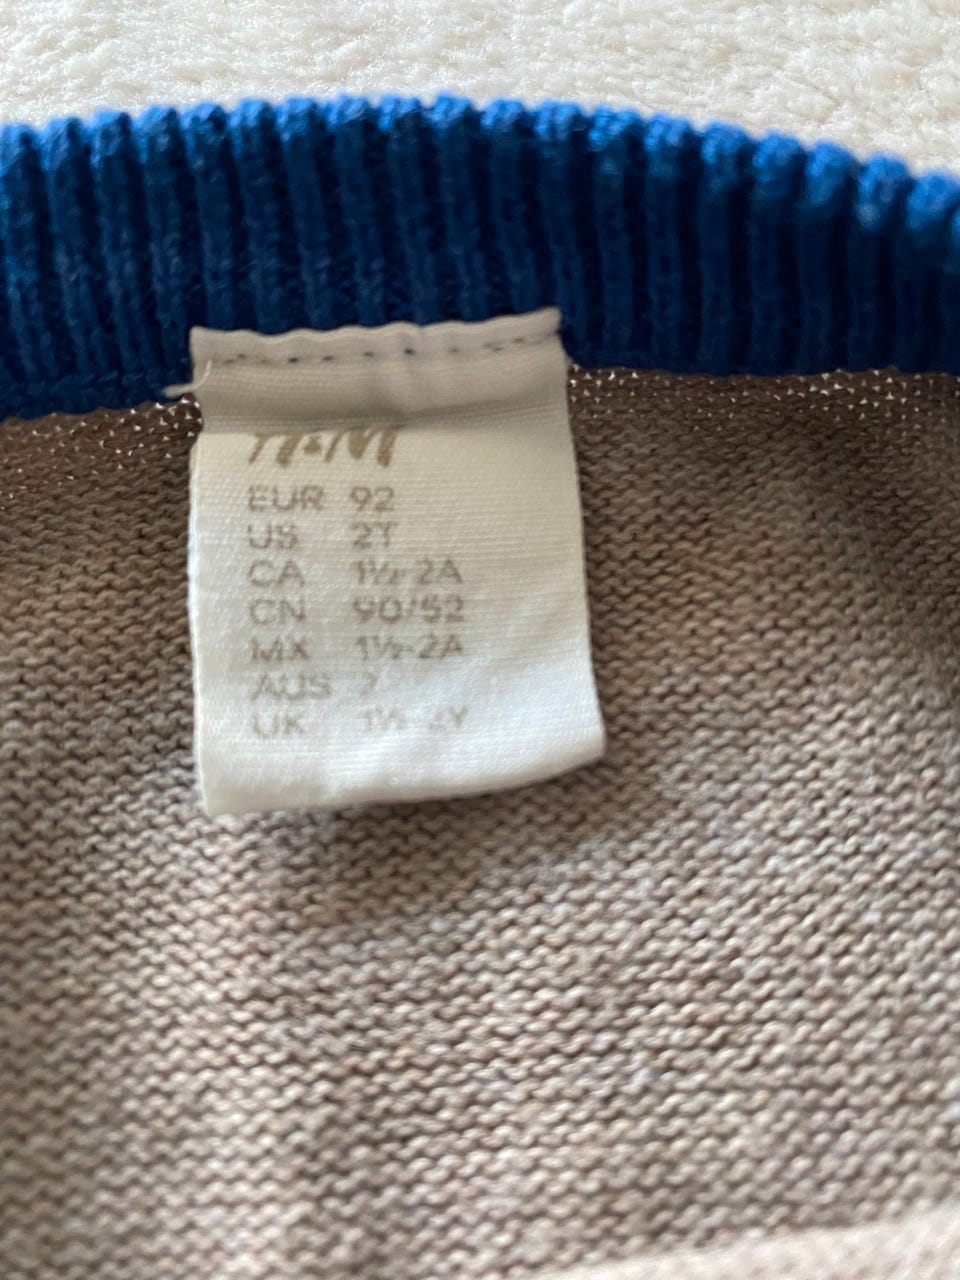 H&M
EUR 92
US 2T
CA 1½-2A
CN 90/52
MX 1½-2A
AUS 2
UK 1½-2Y